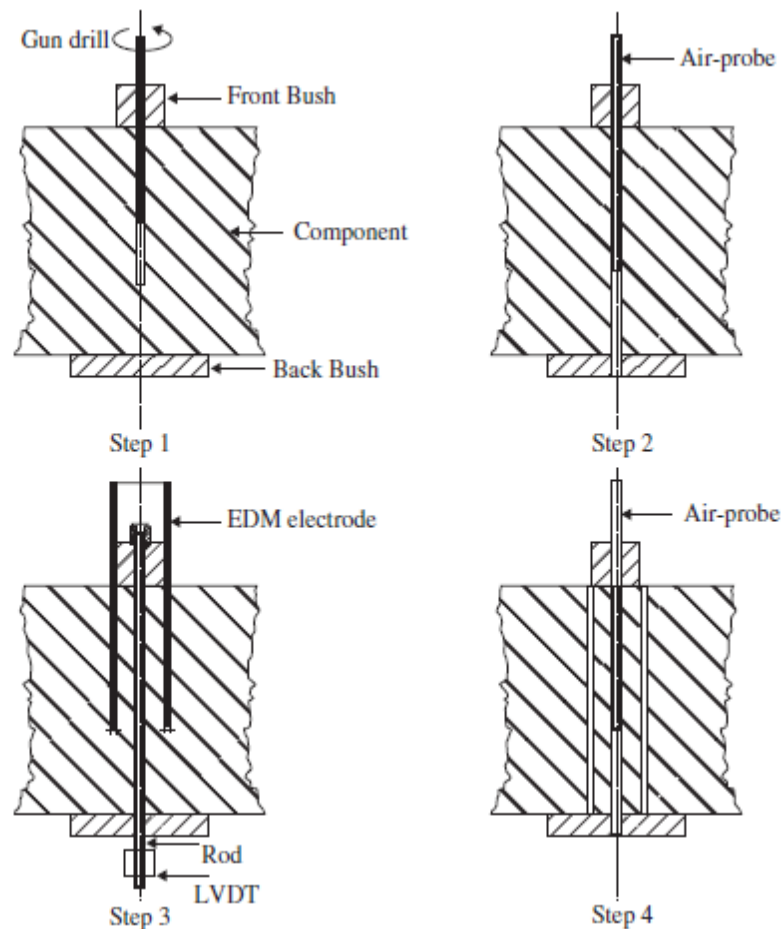 Gun drill
Front Bush
Component
Back Bush
Step 1
Air-probe
Step 2
EDM electrode
Rod
LVDT
Step 3
Air-probe
Step 4